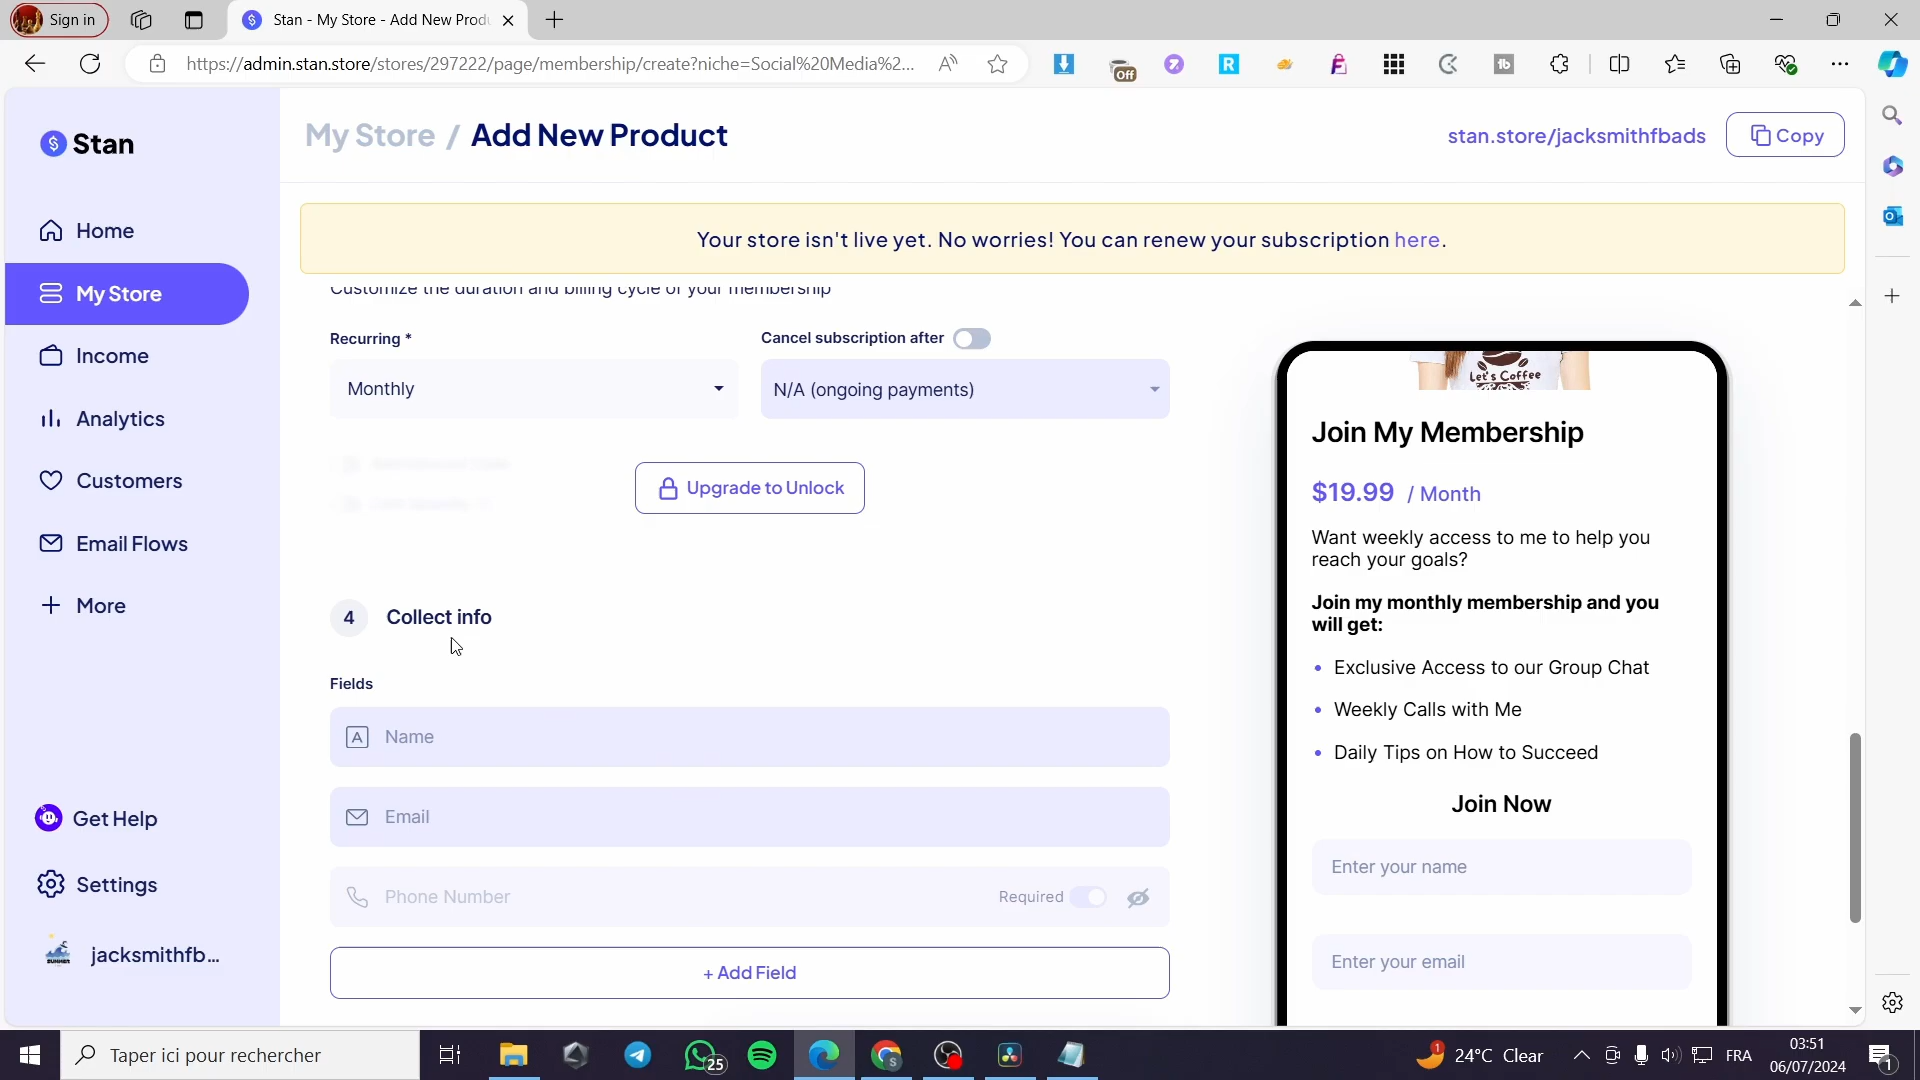 Sign in
Stan - My Store - Add New Produ
https://admin.stan.store/stores/297222/page/membership/create?niche=Social%20Media%2...
Off
Stan
My Store / Add New Product
stan.store/jacksmithfbads
Copy
Home
My Store
Income
Analytics
Customers
Email Flows
More
Get Help
Settings
jacksmithfb...
Your store isn't live yet. No worries! You can renew your subscription here.
Customize the duration and billing cycle of your membership
Recurring *
Cancel subscription after
Monthly
N/A (ongoing payments)
Upgrade to Unlock
4 Collect info
Fields
Name
Email
Phone Number
Required
+ Add Field
Let's Coffee
Join My Membership
$19.99 / Month
Want weekly access to me to help you
reach your goals?
Join my monthly membership and you
will get:
• Exclusive Access to our Group Chat
• Weekly Calls with Me
• Daily Tips on How to Succeed
Join Now
Enter your name
Enter your email
Taper ici pour rechercher
25
1
24°C Clear
FRA
03:51
06/07/2024
1